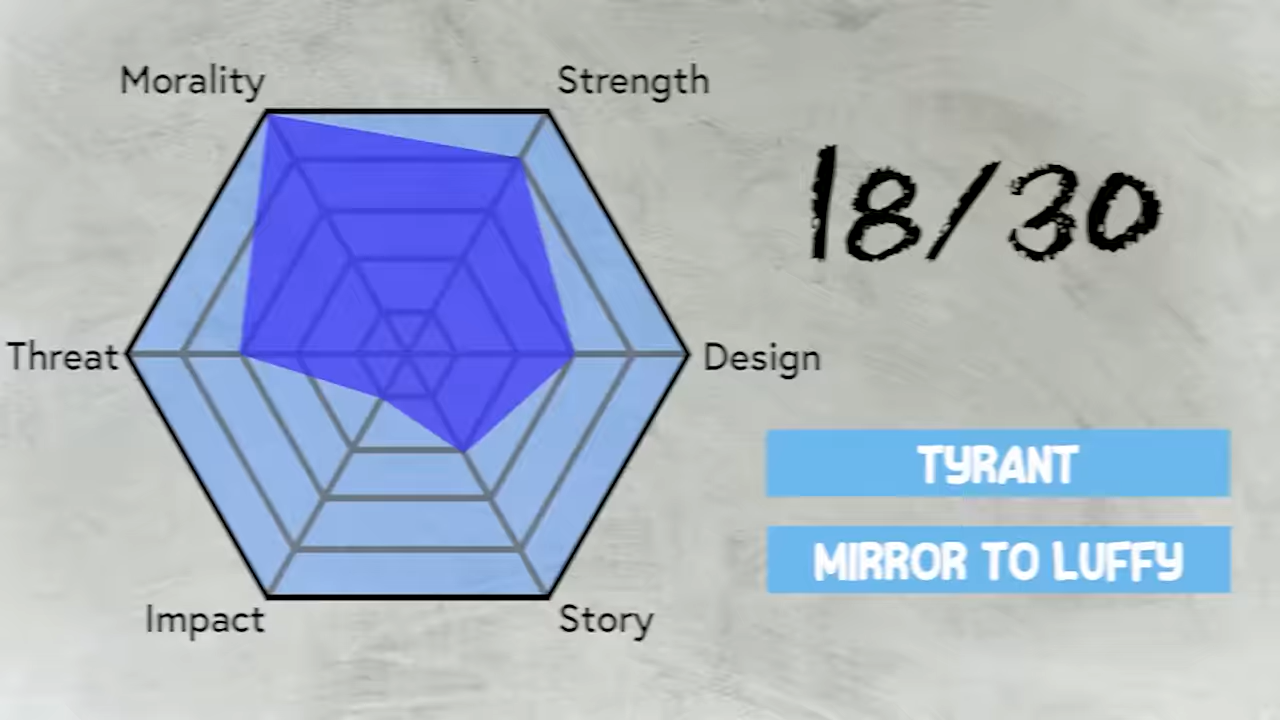 Morality
Strength
18/30
Threat
Design
TYRANT
MIRROR TO LUFFY
Impact
Story